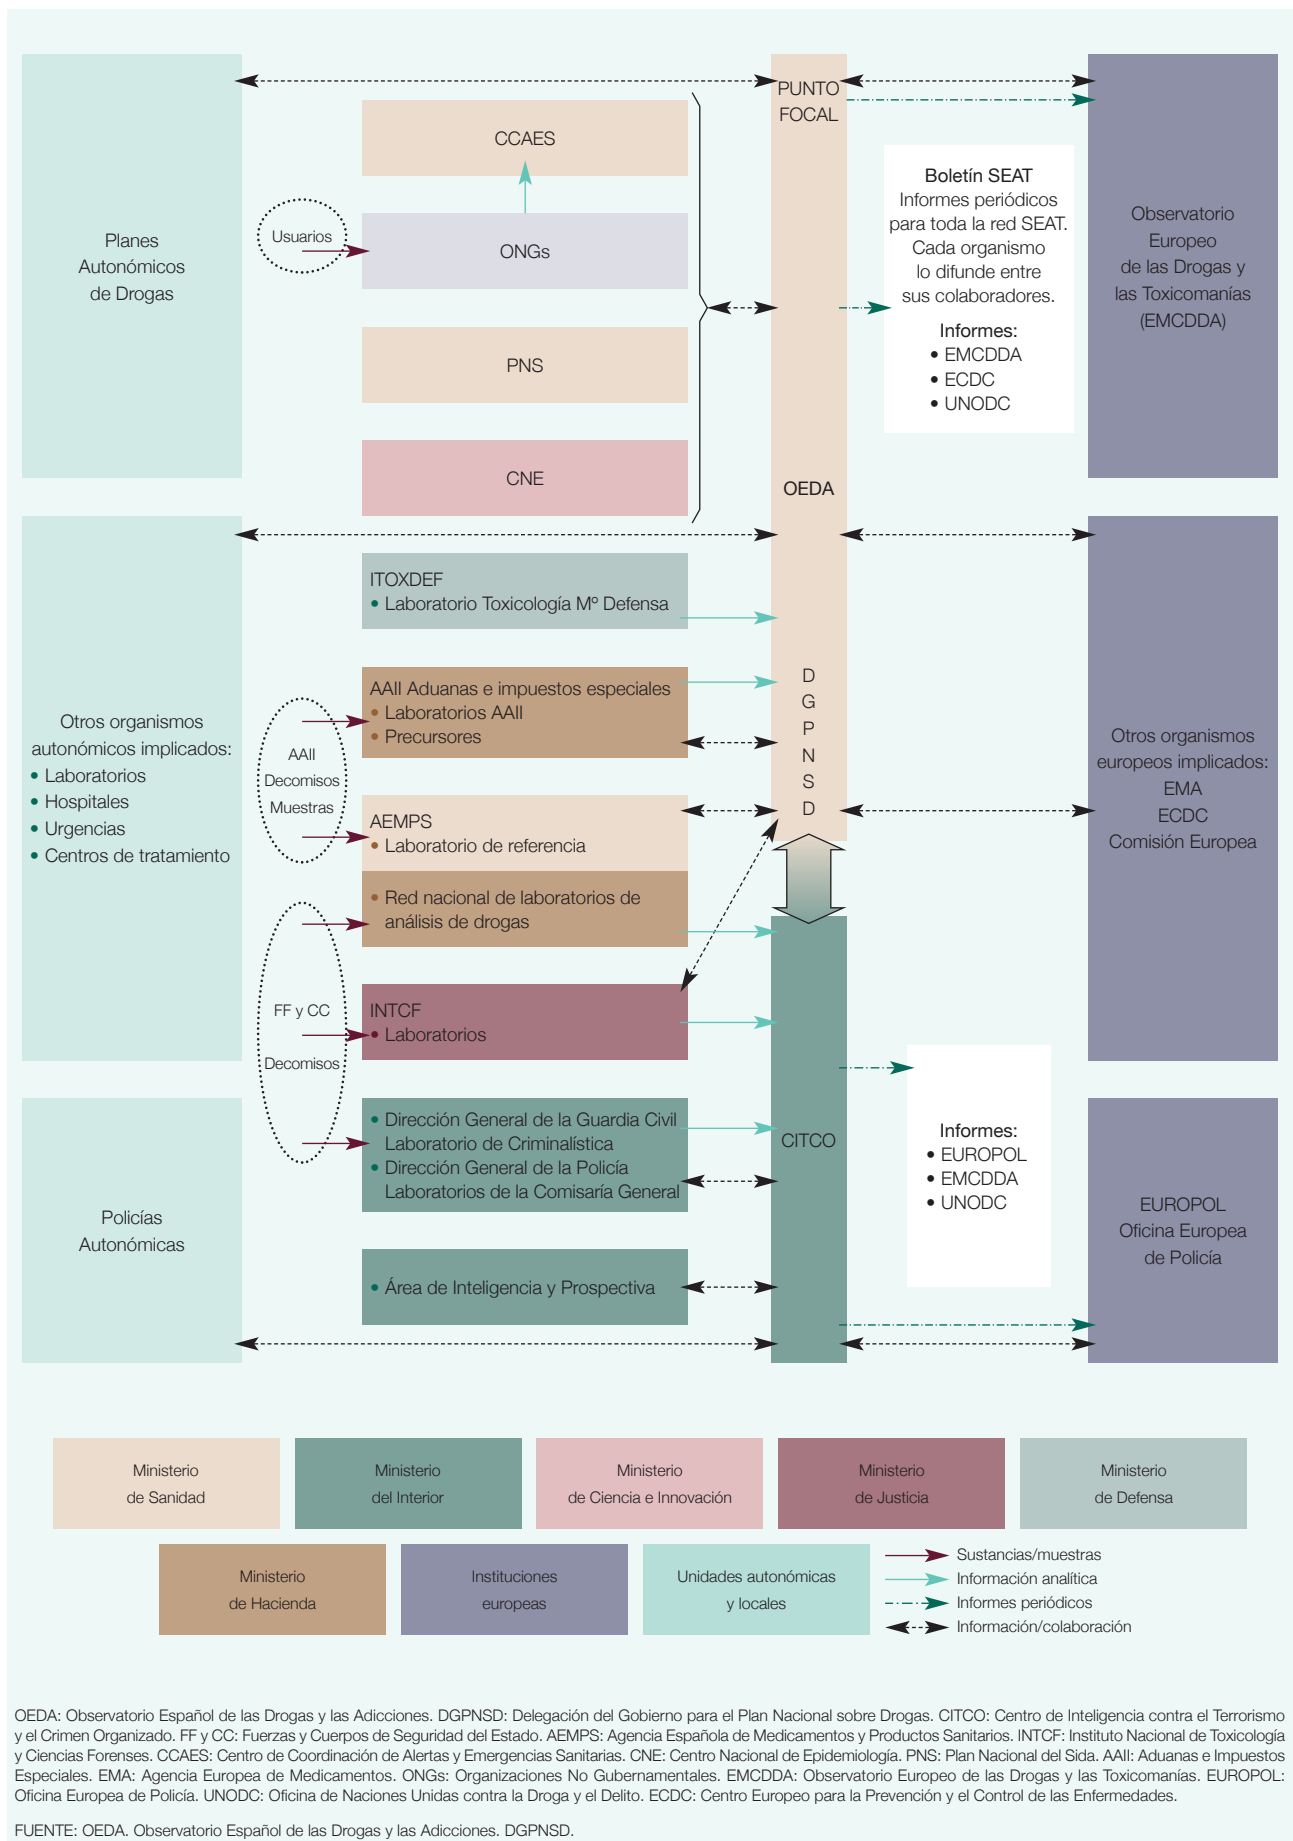 Planes
Autonómicos
de Drogas
Usuarios
CCAES
ONGs
PNS
CNE
PUNTO
FOCAL
OEDA
D
G
P
N
S
D
Boletín SEAT
Informes periódicos
para toda la red SEAT.
Cada organismo
lo difunde entre
sus colaboradores.
Informes:
• EMCDDA
• ECDC
• UNODC
Observatorio
Europeo
de las Drogas y
las Toxicomanías
(EMCDDA)
Otros organismos
autonómicos implicados:
• Laboratorios
• Hospitales
• Urgencias
• Centros de tratamiento
AAII
Decomisos
Muestras
FF y CC
Decomisos
ITOXDEF
• Laboratorio Toxicología Mº Defensa
AAII Aduanas e impuestos especiales
• Laboratorios AAII
• Precursores
AEMPS
• Laboratorio de referencia
• Red nacional de laboratorios de
análisis de drogas
INTCF
• Laboratorios
• Dirección General de la Guardia Civil
Laboratorio de Criminalística
• Dirección General de la Policía
Laboratorios de la Comisaría General
• Área de Inteligencia y Prospectiva
CITCO
Informes:
• EUROPOL
• EMCDDA
• UNODC
Otros organismos
europeos implicados:
EMA
ECDC
Comisión Europea
Policías
Autonómicas
EUROPOL
Oficina Europea
de Policía
Ministerio
de Sanidad
Ministerio
del Interior
Ministerio
de Ciencia e Innovación
Ministerio
de Justicia
Ministerio
de Defensa
Ministerio
de Hacienda
Instituciones
europeas
Unidades autonómicas
y locales
Sustancias/muestras
Información analítica
Informes periódicos
Información/colaboración
OEDA: Observatorio Español de las Drogas y las Adicciones. DGPNSD: Delegación del Gobierno para el Plan Nacional sobre Drogas. CITCO: Centro de Inteligencia contra el Terrorismo
y el Crimen Organizado. FF y CC: Fuerzas y Cuerpos de Seguridad del Estado. AEMPS: Agencia Española de Medicamentos y Productos Sanitarios. INTCF: Instituto Nacional de Toxicología
y Ciencias Forenses. CCAES: Centro de Coordinación de Alertas y Emergencias Sanitarias. CNE: Centro Nacional de Epidemiología. PNS: Plan Nacional del Sida. AAII: Aduanas e Impuestos
Especiales. EMA: Agencia Europea de Medicamentos. ONGs: Organizaciones No Gubernamentales. EMCDDA: Observatorio Europeo de las Drogas y las Toxicomanías. EUROPOL:
Oficina Europea de Policía. UNODC: Oficina de Naciones Unidas contra la Droga y el Delito. ECDC: Centro Europeo para la Prevención y el Control de las Enfermedades.
FUENTE: OEDA. Observatorio Español de las Drogas y las Adicciones. DGPNSD.